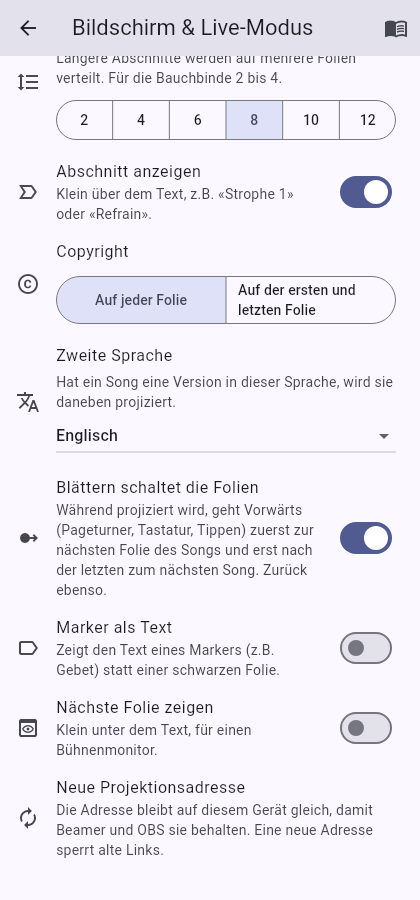 Bildschirm & Live-Modus
Längere Abschnitte werden auf mehrere Folien
verteilt. Für die Bauchbinde 2 bis 4.
2 4 6 8 10 12
Abschnitt anzeigen
Klein über dem Text, z.B. «Strophe 1»
oder «Refrain».
Copyright
Auf jeder Folie
Auf der ersten und
letzten Folie
Zweite Sprache
Hat ein Song eine Version in dieser Sprache, wird sie
daneben projiziert.
Englisch
Blättern schaltet die Folien
Während projiziert wird, geht Vorwärts
(Pageturner, Tastatur, Tippen) zuerst zur
nächsten Folie des Songs und erst nach
der letzten zum nächsten Song. Zurück
ebenso.
Marker als Text
Zeigt den Text eines Markers (z.B.
Gebet) statt einer schwarzen Folie.
Nächste Folie zeigen
Klein unter dem Text, für einen
Bühnenmonitor.
Neue Projektionsadresse
Die Adresse bleibt auf diesem Gerät gleich, damit
Beamer und OBS sie behalten. Eine neue Adresse
sperrt alte Links.